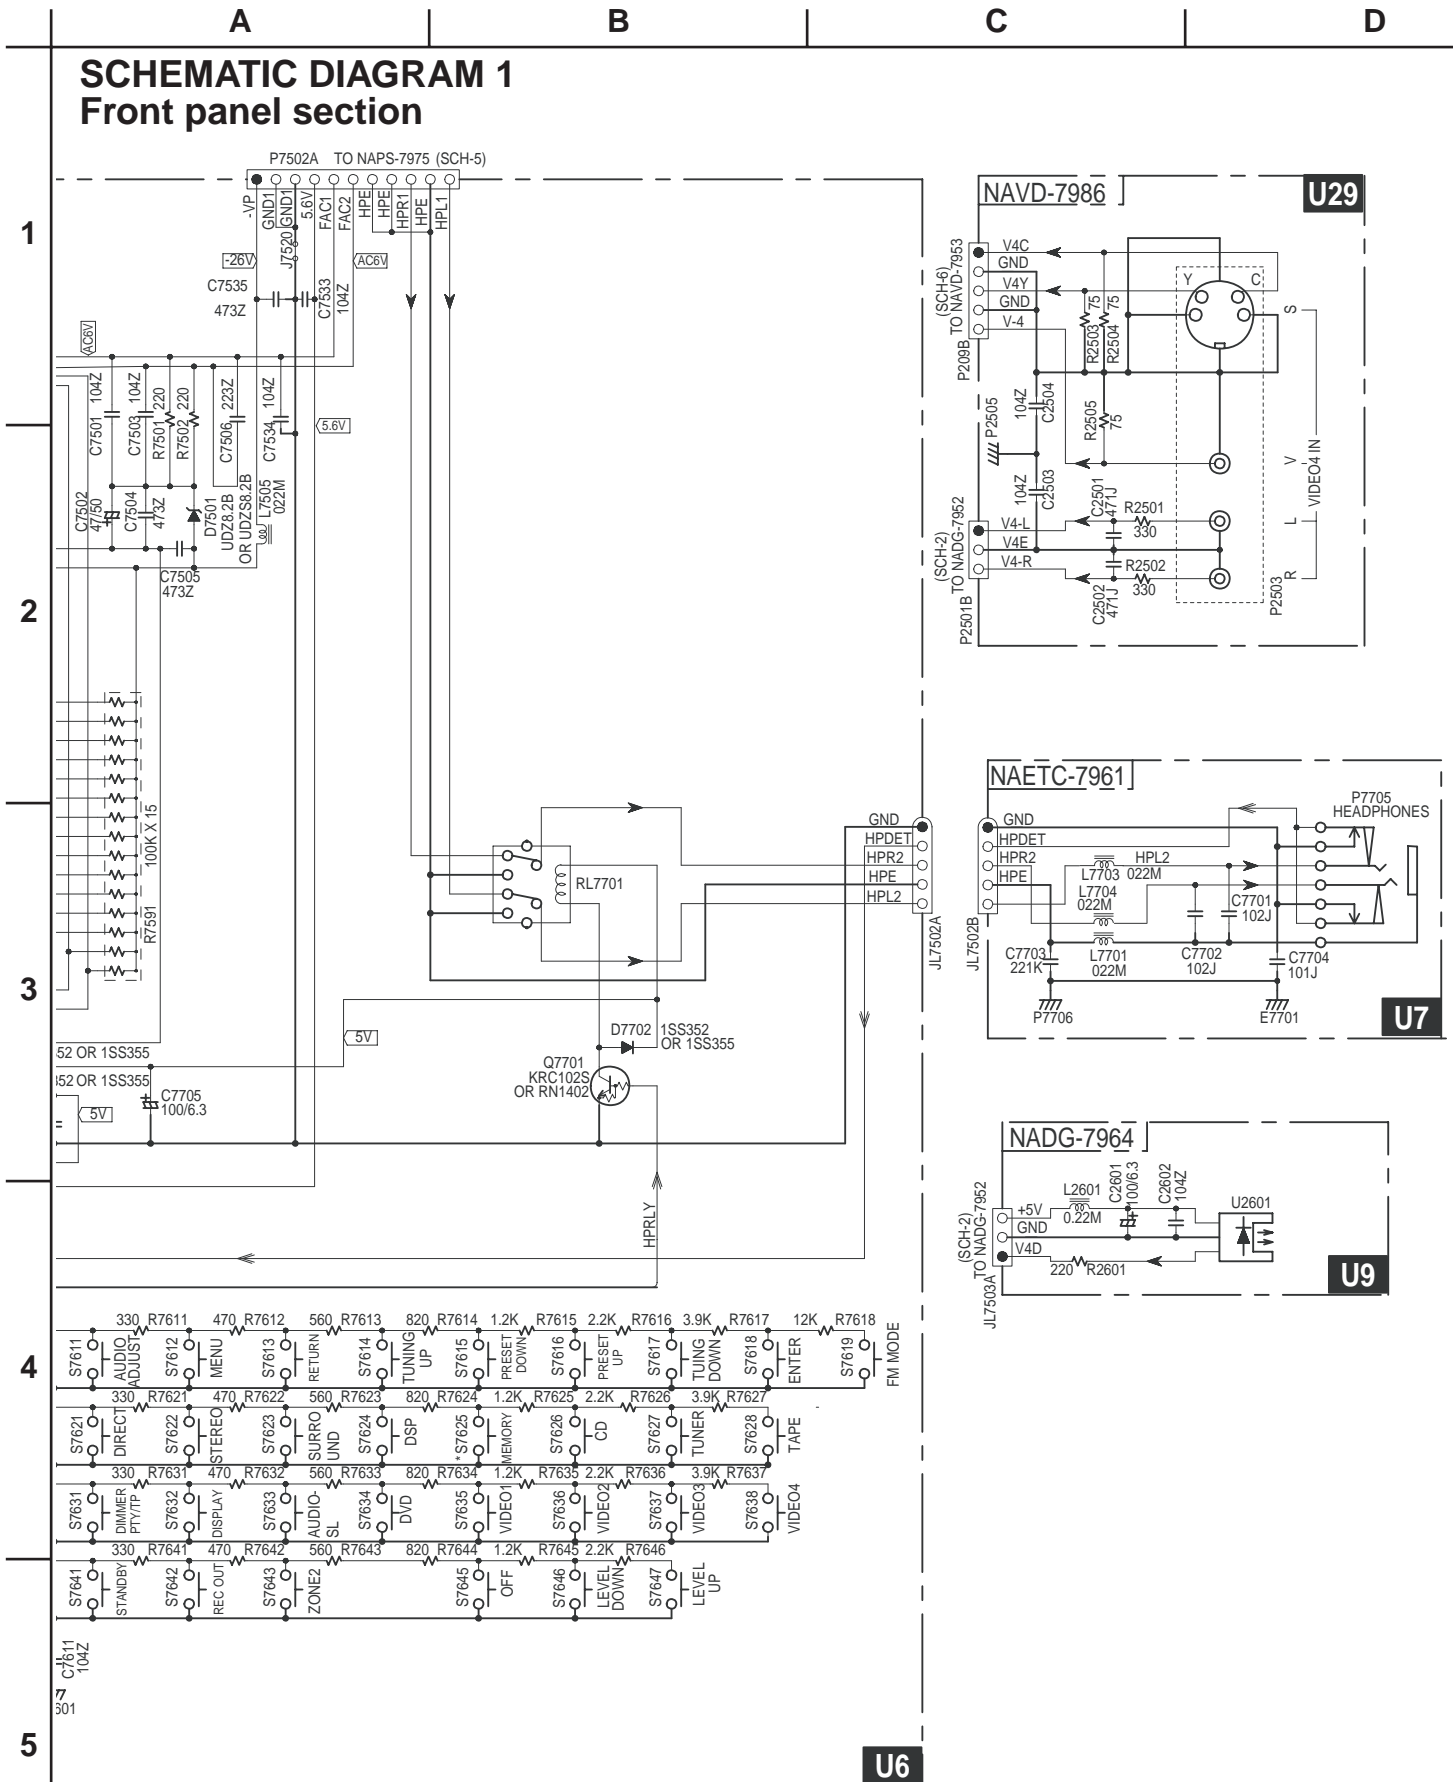 A B C D
SCHEMATIC DIAGRAM 1
Front panel section
P7502A TO NAPS-7975 (SCH-5)
-VP
GND1
GND1
5.6V
FAC1
FAC2
HPE
HPE
HPR1
HPE
HPL1
1
-26V
J7520
AC6V
C7535
473Z
C7533
104Z
AC6V
C7501 104Z
C7503 104Z
R7501 220
R7502 220
C7506 223Z
C7534 104Z
5.6V
C7502
47/50
C7504
473Z
D7501
UDZ8.2B
OR UDZS8.2B
L7505
022M
C7505
473Z
2
R7591 100K X 15
RL7701
GND
HPDET
HPR2
HPE
HPL2
JL7502A
3
5V
D7702 1SS352
OR 1SS355
Q7701
KRC102S
OR RN1402
352 OR 1SS355
352 OR 1SS355
C7705
100/6.3
5V
HPRLY
NAVD-7986
U29
(SCH-6)
TO NAVD-7953
P209B
V4C
GND
V4Y
GND
V-4
R2503 75
R2504 75
Y C
S
P2505
104Z C2504
R2505 75
104Z C2503
V
VIDEO4 IN
(SCH-2)
TO NADG-7952
P2501B
V4-L
V4E
V4-R
C2501
471J
R2501
330
C2502
471J
R2502
330
L
R
P2503
NAETC-7961
P7705
HEADPHONES
GND
HPDET
HPR2
HPE
JL7502B
HPL2
L7703 022M
L7704
022M
C7701
102J
C7703
221K
L7701
022M
C7702
102J
C7704
101J
P7706
E7701
U7
NADG-7964
(SCH-2)
TO NADG-7952
JL7503A
+5V
GND
V4D
L2601
0.22M
C2601
100/6.3
C2602
104Z
U2601
220 R2601
U9
4
330 R7611 470 R7612 560 R7613 820 R7614 1.2K R7615 2.2K R7616 3.9K R7617 12K R7618
S7611 AUDIO ADJUST
S7612 MENU
S7613 RETURN
S7614 TUNING UP
S7615 PRESET DOWN
S7616 PRESET UP
S7617 TUING DOWN
S7618 ENTER
S7619 FM MODE
330 R7621 470 R7622 560 R7623 820 R7624 1.2K R7625 2.2K R7626 3.9K R7627
S7621 DIRECT
S7622 STEREO
S7623 SURRO UND
S7624 DSP
*S7625 MEMORY
S7626 CD
S7627 TUNER
S7628 TAPE
330 R7631 470 R7632 560 R7633 820 R7634 1.2K R7635 2.2K R7636 3.9K R7637
S7631 DIMMER PTY/TP
S7632 DISPLAY
S7633 AUDIO-SL
S7634 DVD
S7635 VIDEO1
S7636 VIDEO2
S7637 VIDEO3
S7638 VIDEO4
330 R7641 470 R7642 560 R7643 820 R7644 1.2K R7645 2.2K R7646
S7641 STANDBY
S7642 REC OUT
S7643 ZONE2
S7645 OFF
S7646 LEVEL DOWN
S7647 LEVEL UP
C7611
104Z
601
5
U6